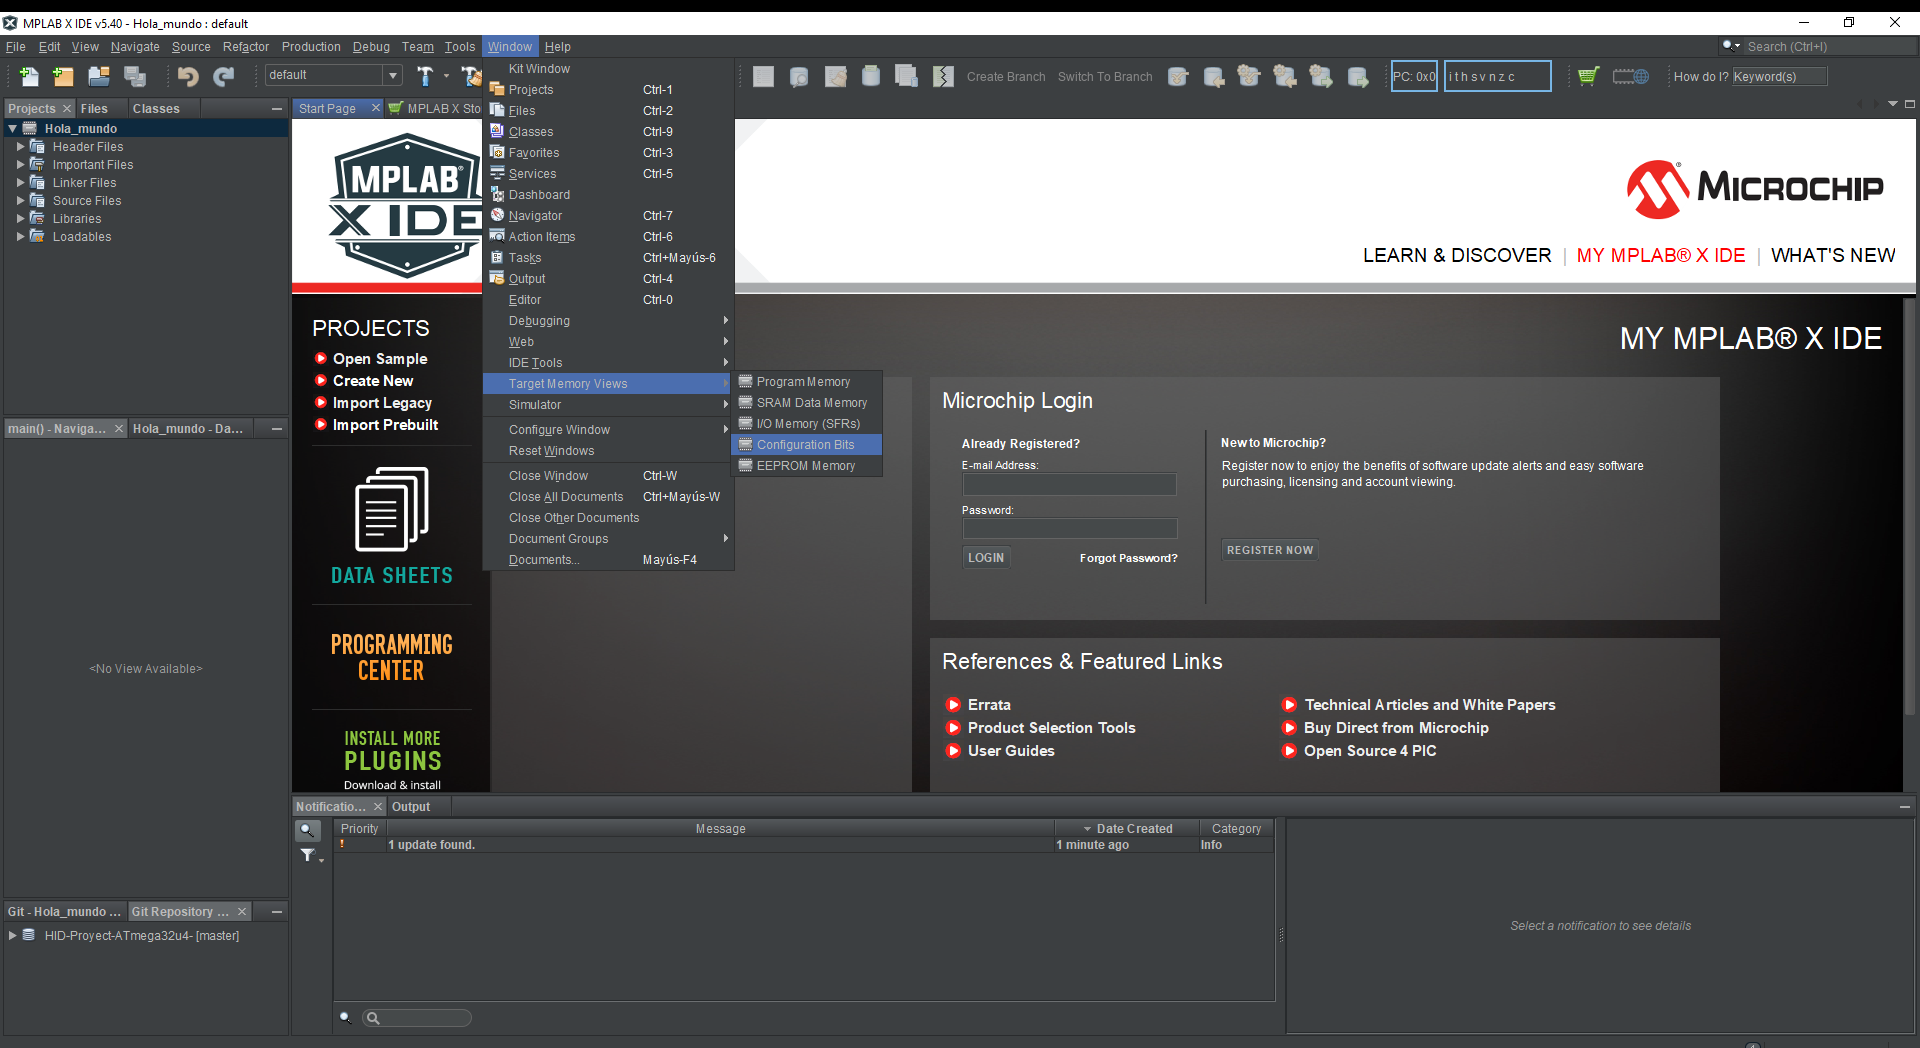 MPLAB X IDE v5.40 - Hola_mundo : default
File Edit View Navigate Source Refactor Production Debug Team Tools Window Help
Search (Ctrl+I)
default
Create Branch Switch To Branch
PC: 0x0
i t h s v n z c
How do I? Keyword(s)
Projects Files Classes
Hola_mundo
Header Files
Important Files
Linker Files
Source Files
Libraries
Loadables
main() - Naviga... Hola_mundo - Da...
<No View Available>
Git - Hola_mundo ... Git Repository ...
HID-Proyect-ATmega32u4- [master]
Start Page MPLAB X Sto
MPLAB®
X IDE
Kit Window
Projects Ctrl-1
Files Ctrl-2
Classes Ctrl-9
Favorites Ctrl-3
Services Ctrl-5
Dashboard
Navigator Ctrl-7
Action Items Ctrl-6
Tasks Ctrl+Mayús-6
Output Ctrl-4
Editor Ctrl-0
Debugging
Web
IDE Tools
Target Memory Views
Simulator
Configure Window
Reset Windows
Close Window Ctrl-W
Close All Documents Ctrl+Mayús-W
Close Other Documents
Document Groups
Documents... Mayús-F4
Program Memory
SRAM Data Memory
I/O Memory (SFRs)
Configuration Bits
EEPROM Memory
MICROCHIP
LEARN & DISCOVER | MY MPLAB® X IDE | WHAT'S NEW
PROJECTS
Open Sample
Create New
Import Legacy
Import Prebuilt
DATA SHEETS
PROGRAMMING
CENTER
INSTALL MORE
PLUGINS
Download & install
MY MPLAB® X IDE
Microchip Login
Already Registered?
E-mail Address:
Password:
LOGIN
Forgot Password?
New to Microchip?
Register now to enjoy the benefits of software update alerts and easy software
purchasing, licensing and account viewing.
REGISTER NOW
References & Featured Links
Errata
Product Selection Tools
User Guides
Technical Articles and White Papers
Buy Direct from Microchip
Open Source 4 PIC
Notificatio... Output
Priority Message Date Created Category
! 1 update found. 1 minute ago Info
Select a notification to see details